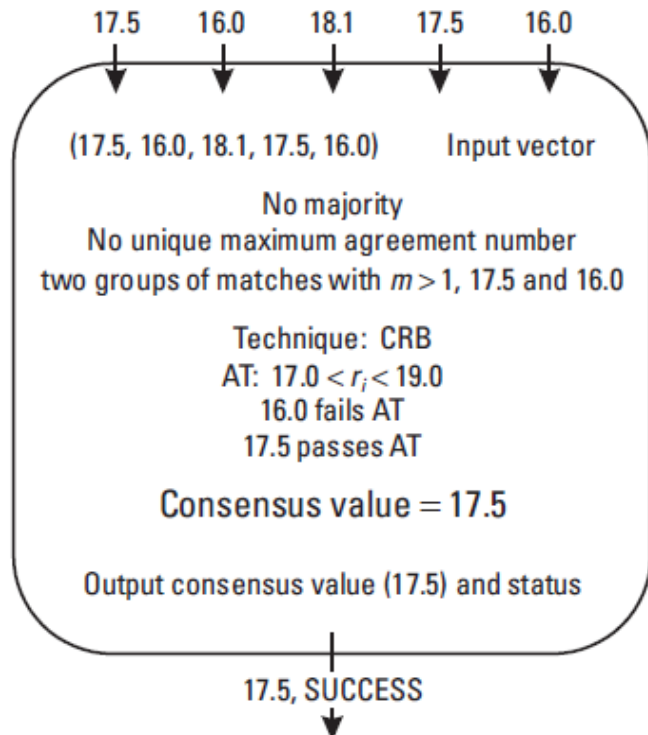 17.5 16.0 18.1 17.5 16.0
(17.5, 16.0, 18.1, 17.5, 16.0) Input vector
No majority
No unique maximum agreement number
two groups of matches with m > 1, 17.5 and 16.0
Technique: CRB
AT: 17.0 < rᵢ < 19.0
16.0 fails AT
17.5 passes AT
Consensus value = 17.5
Output consensus value (17.5) and status
17.5, SUCCESS